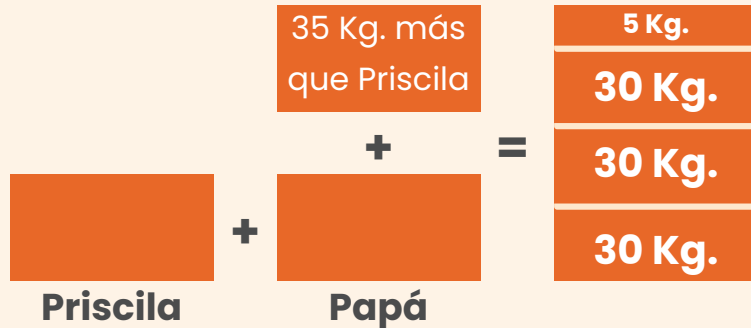 35 Kg. más
que Priscila
+
=
+
Priscila
Papá
5 Kg.
30 Kg.
30 Kg.
30 Kg.